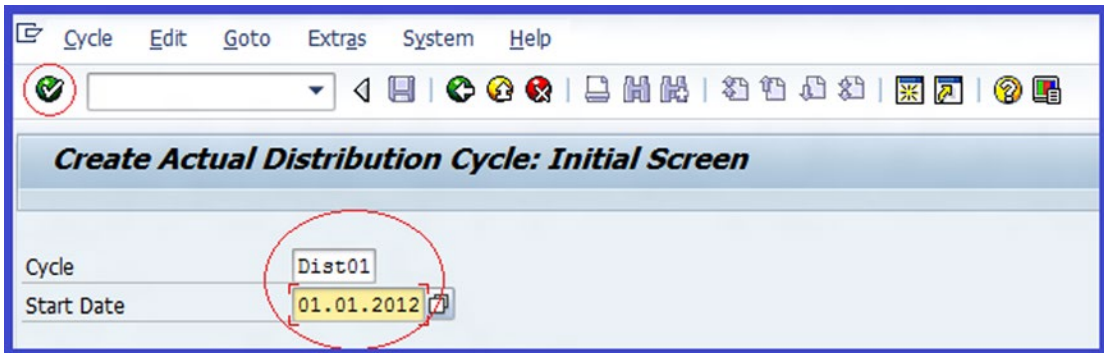 Cycle Edit Goto Extras System Help
Create Actual Distribution Cycle: Initial Screen
Cycle Dist01
Start Date 01.01.2012